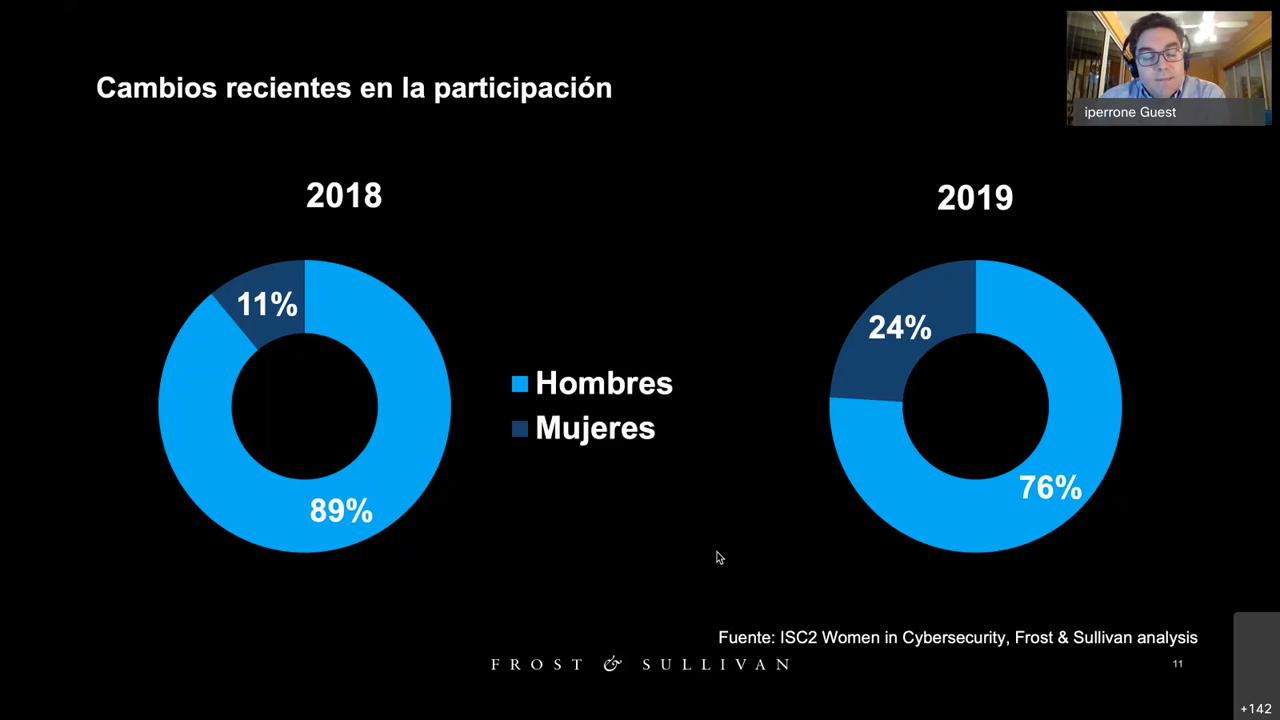 Cambios recientes en la participación
iperrone Guest
2018
2019
11%
24%
Hombres
Mujeres
89%
76%
Fuente: ISC2 Women in Cybersecurity, Frost & Sullivan analysis
FROST & SULLIVAN
11
+142